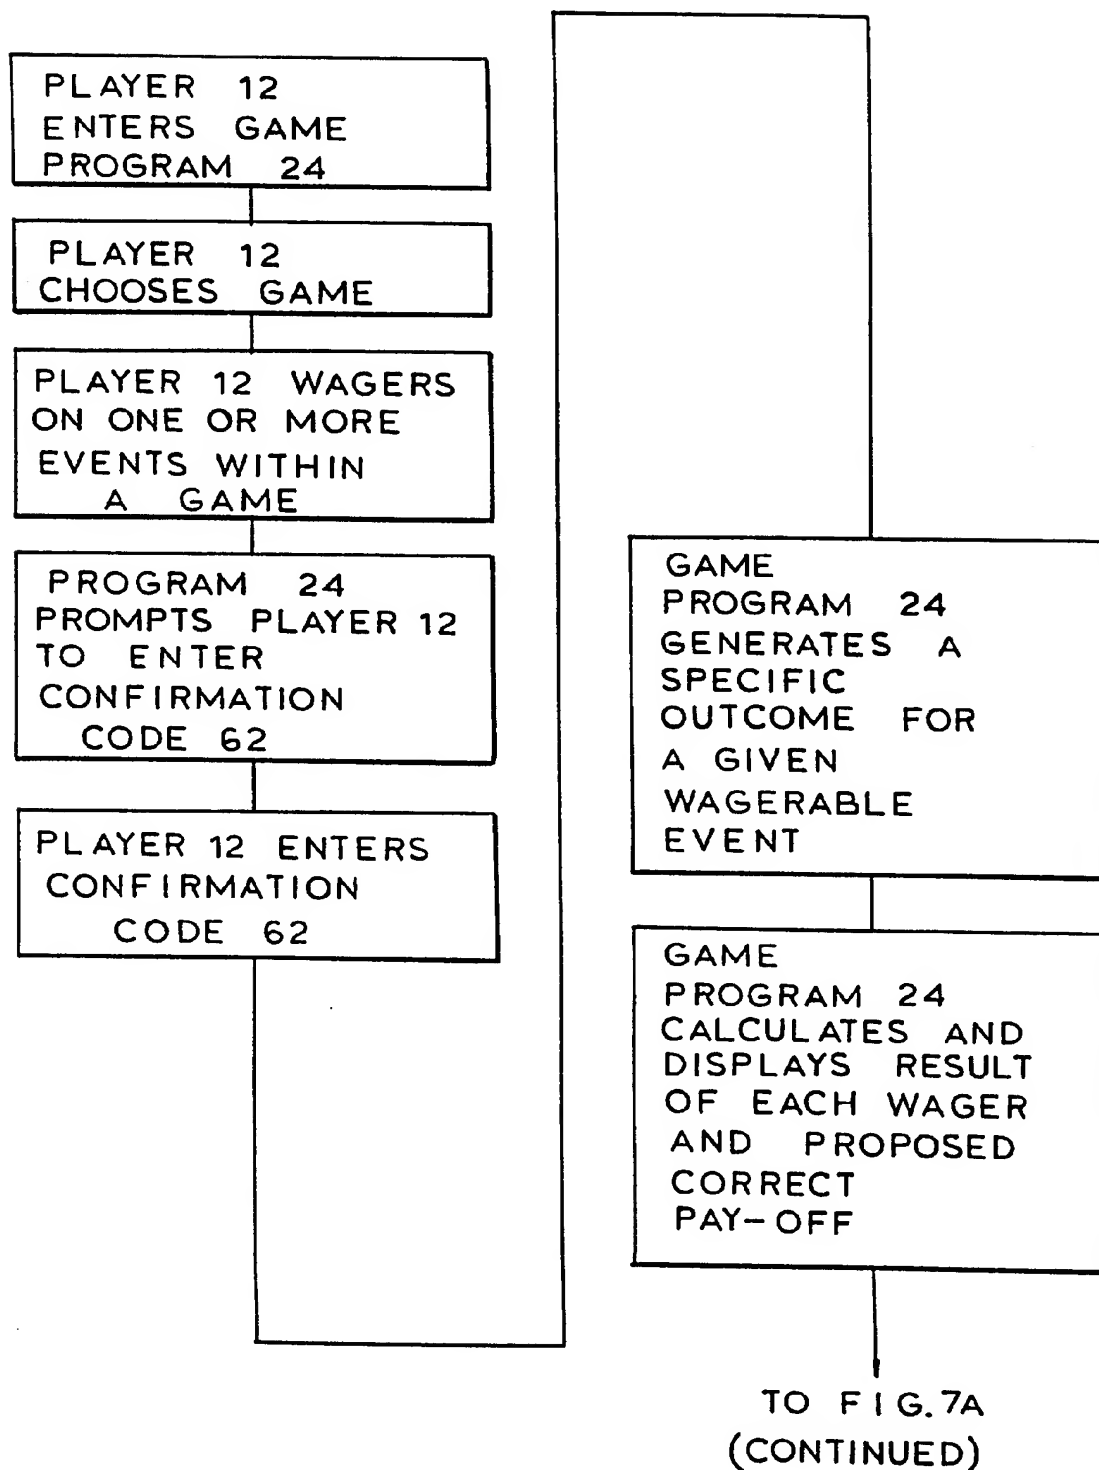 PLAYER 12
ENTERS GAME
PROGRAM 24
PLAYER 12
CHOOSES GAME
PLAYER 12 WAGERS
ON ONE OR MORE
EVENTS WITHIN
A GAME
PROGRAM 24
PROMPTS PLAYER 12
TO ENTER
CONFIRMATION
CODE 62
PLAYER 12 ENTERS
CONFIRMATION
CODE 62
GAME
PROGRAM 24
GENERATES A
SPECIFIC
OUTCOME FOR
A GIVEN
WAGERABLE
EVENT
GAME
PROGRAM 24
CALCULATES AND
DISPLAYS RESULT
OF EACH WAGER
AND PROPOSED
CORRECT
PAY-OFF
TO FIG. 7A
(CONTINUED)